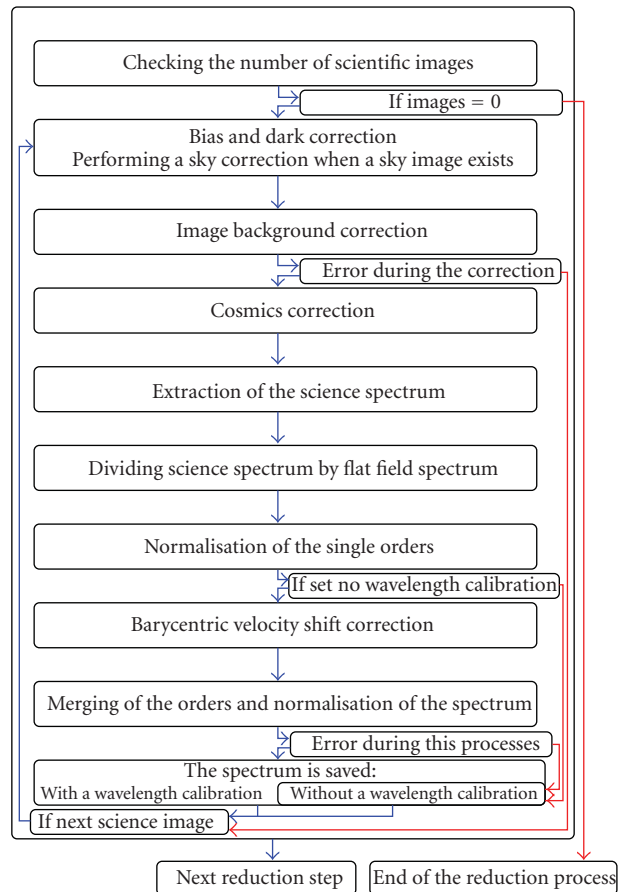 Checking the number of scientific images
If images = 0
Bias and dark correction
Performing a sky correction when a sky image exists
Image background correction
Error during the correction
Cosmics correction
Extraction of the science spectrum
Dividing science spectrum by flat field spectrum
Normalisation of the single orders
If set no wavelength calibration
Barycentric velocity shift correction
Merging of the orders and normalisation of the spectrum
Error during this processes
The spectrum is saved:
With a wavelength calibration
Without a wavelength calibration
If next science image
Next reduction step
End of the reduction process